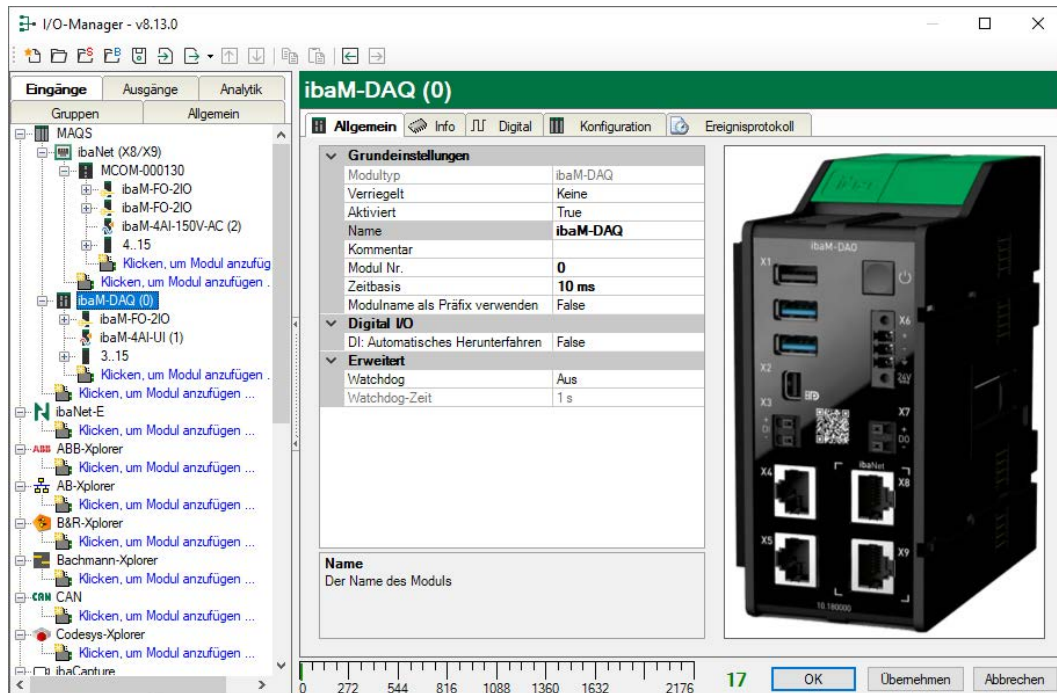 I/O-Manager - v8.13.0
Eingänge Ausgänge Analytik
Gruppen Allgemein
MAQS
ibaNet (X8/X9)
MCOM-000130
ibaM-FO-2IO
ibaM-FO-2IO
ibaM-4AI-150V-AC (2)
4..15
Klicken, um Modul anzufüg
Klicken, um Modul anzufügen .
ibaM-DAQ (0)
ibaM-FO-2IO
ibaM-4AI-UI (1)
3..15
Klicken, um Modul anzufügen .
Klicken, um Modul anzufügen ...
ibaNet-E
Klicken, um Modul anzufügen ...
ABB ABB-Xplorer
Klicken, um Modul anzufügen ...
AB-Xplorer
Klicken, um Modul anzufügen ...
B&R-Xplorer
Klicken, um Modul anzufügen ...
Bachmann-Xplorer
Klicken, um Modul anzufügen ...
CAN CAN
Klicken, um Modul anzufügen ...
Codesys-Xplorer
Klicken, um Modul anzufügen ...
ibaCapture
ibaM-DAQ (0)
Allgemein Info Digital Konfiguration Ereignisprotokoll
Grundeinstellungen
Modultyp ibaM-DAQ
Verriegelt Keine
Aktiviert True
Name ibaM-DAQ
Kommentar
Modul Nr. 0
Zeitbasis 10 ms
Modulname als Präfix verwenden False
Digital I/O
DI: Automatisches Herunterfahren False
Erweitert
Watchdog Aus
Watchdog-Zeit 1 s
Name
Der Name des Moduls
ibaM-DAQ
X1
X6
X2
24V
X3
X7
DI
DO
X4
ibaNet
X8
X5
X9
10.180000
0 272 544 816 1088 1360 1632 2176
17 OK Übernehmen Abbrechen